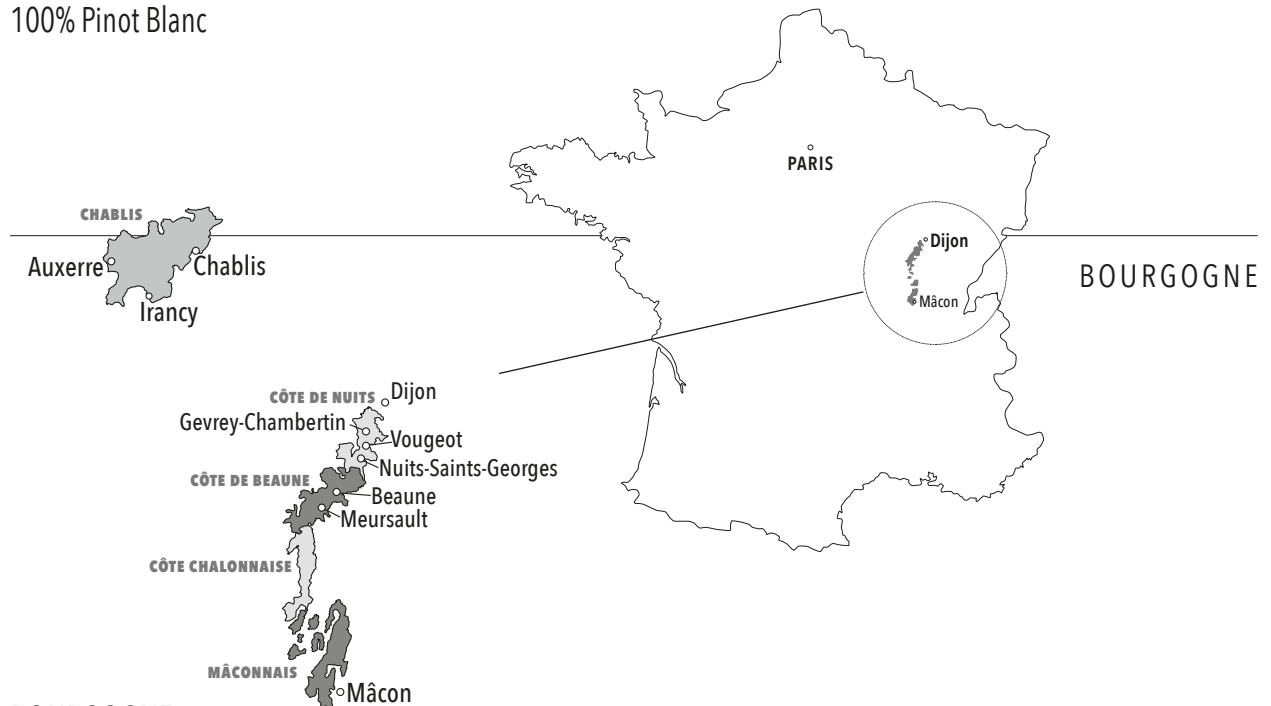 100% Pinot Blanc
PARIS
CHABLIS
Dijon
Auxerre
Chablis
BOURGOGNE
Mâcon
Irancy
CÔTE DE NUITS
Dijon
Gevrey-Chambertin
Vougeot
Nuits-Saints-Georges
CÔTE DE BEAUNE
Beaune
Meursault
CÔTE CHALONNAISE
MÂCONNAIS
Mâcon